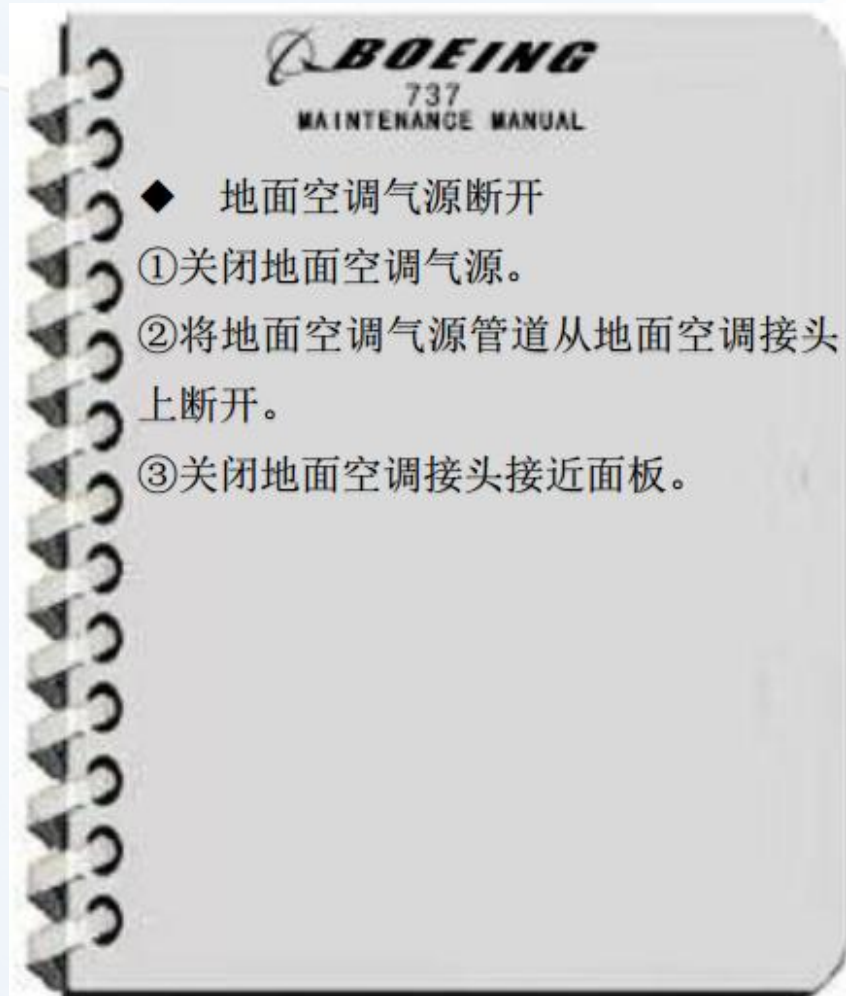 BOEING
737
MAINTENANCE MANUAL
◆ 地面空调气源断开
①关闭地面空调气源。
②将地面空调气源管道从地面空调接头
上断开。
③关闭地面空调接头接近面板。